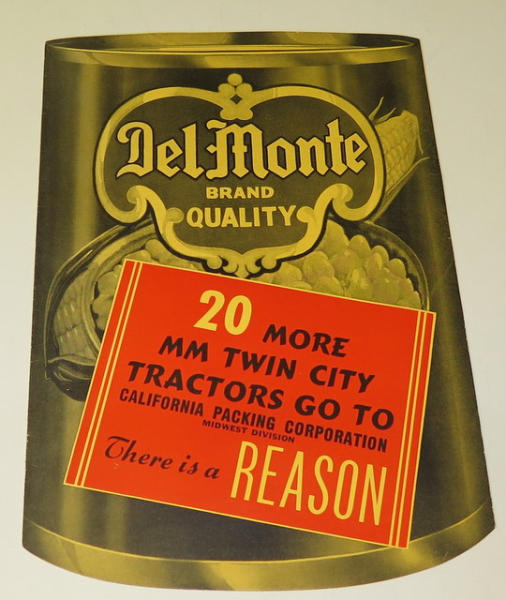 Del Monte
BRAND
QUALITY
20 MORE
MM TWIN CITY
TRACTORS GO TO
CALIFORNIA PACKING CORPORATION
MIDWEST DIVISION
There is a REASON